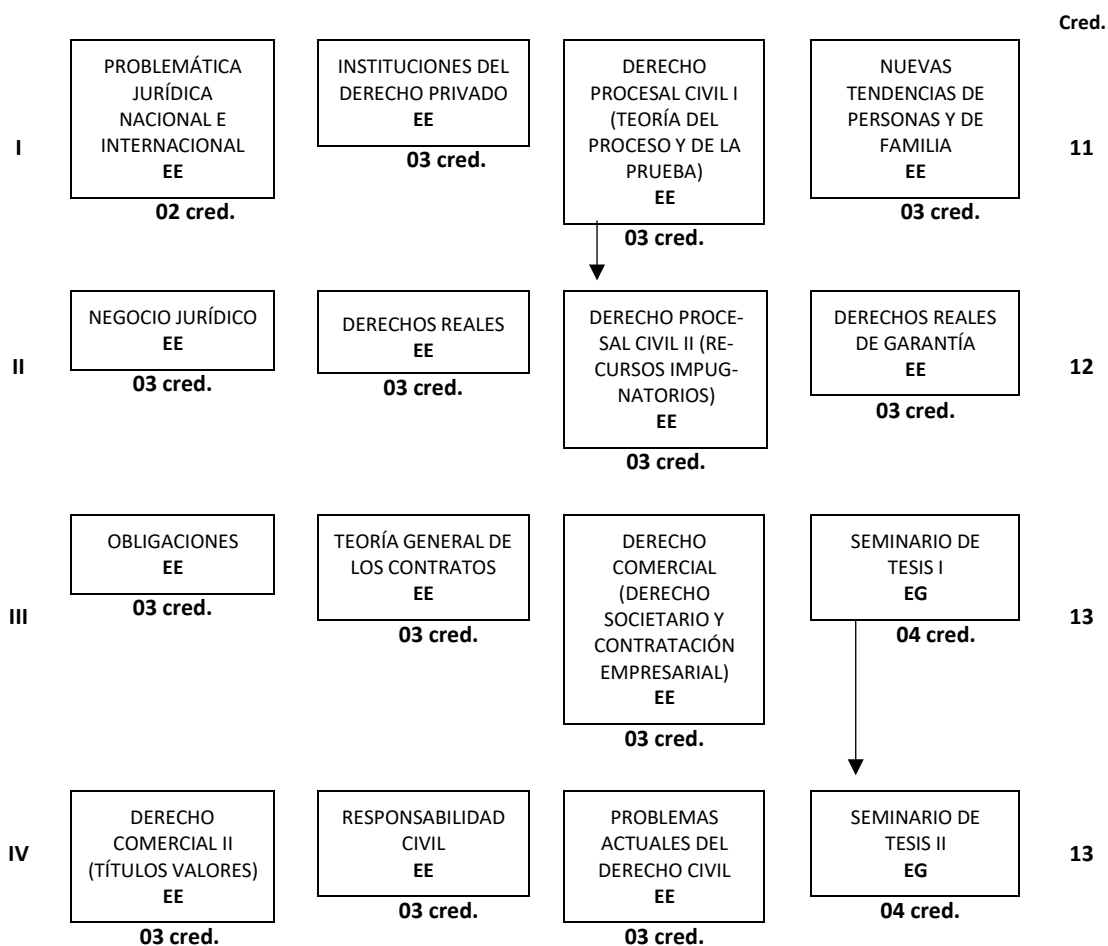 Cred.
I
PROBLEMÁTICA
JURÍDICA
NACIONAL E
INTERNACIONAL
EE
02 cred.
INSTITUCIONES DEL
DERECHO PRIVADO
EE
03 cred.
DERECHO
PROCESAL CIVIL I
(TEORÍA DEL
PROCESO Y DE LA
PRUEBA)
EE
03 cred.
NUEVAS
TENDENCIAS DE
PERSONAS Y DE
FAMILIA
EE
03 cred.
11
II
NEGOCIO JURÍDICO
EE
03 cred.
DERECHOS REALES
EE
03 cred.
DERECHO PROCE-
SAL CIVIL II (RE-
CURSOS IMPUG-
NATORIOS)
EE
03 cred.
DERECHOS REALES
DE GARANTÍA
EE
03 cred.
12
III
OBLIGACIONES
EE
03 cred.
TEORÍA GENERAL DE
LOS CONTRATOS
EE
03 cred.
DERECHO
COMERCIAL
(DERECHO
SOCIETARIO Y
CONTRATACIÓN
EMPRESARIAL)
EE
03 cred.
SEMINARIO DE
TESIS I
EG
04 cred.
13
IV
DERECHO
COMERCIAL II
(TÍTULOS VALORES)
EE
03 cred.
RESPONSABILIDAD
CIVIL
EE
03 cred.
PROBLEMAS
ACTUALES DEL
DERECHO CIVIL
EE
03 cred.
SEMINARIO DE
TESIS II
EG
04 cred.
13